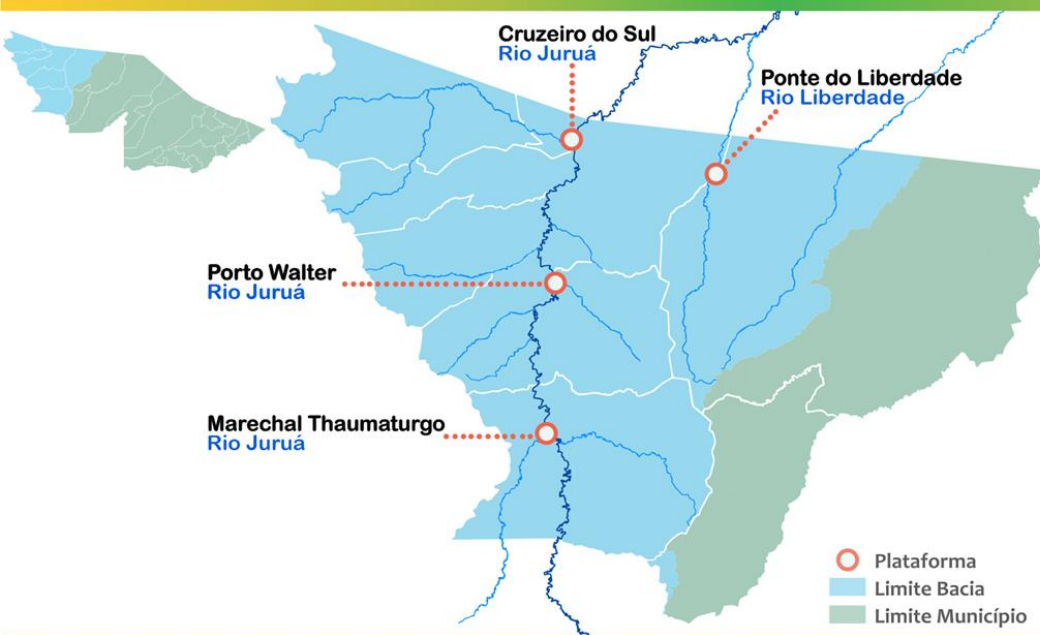 Cruzeiro do Sul
Rio Juruá
Ponte do Liberdade
Rio Liberdade
Porto Walter
Rio Juruá
Marechal Thaumaturgo
Rio Juruá
Plataforma
Limite Bacia
Limite Município